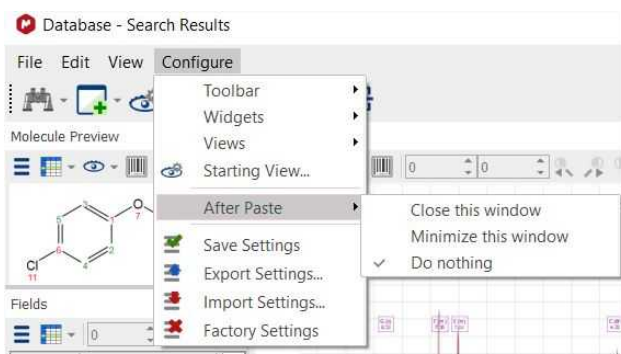 Database - Search Results
File Edit View Configure
Toolbar
Widgets
Views
Starting View...
After Paste
Close this window
Minimize this window
Do nothing
Save Settings
Export Settings...
Import Settings...
Factory Settings
Molecule Preview
0 0
3
O
5
1
7
6
2
4
Cl
11
Fields
0